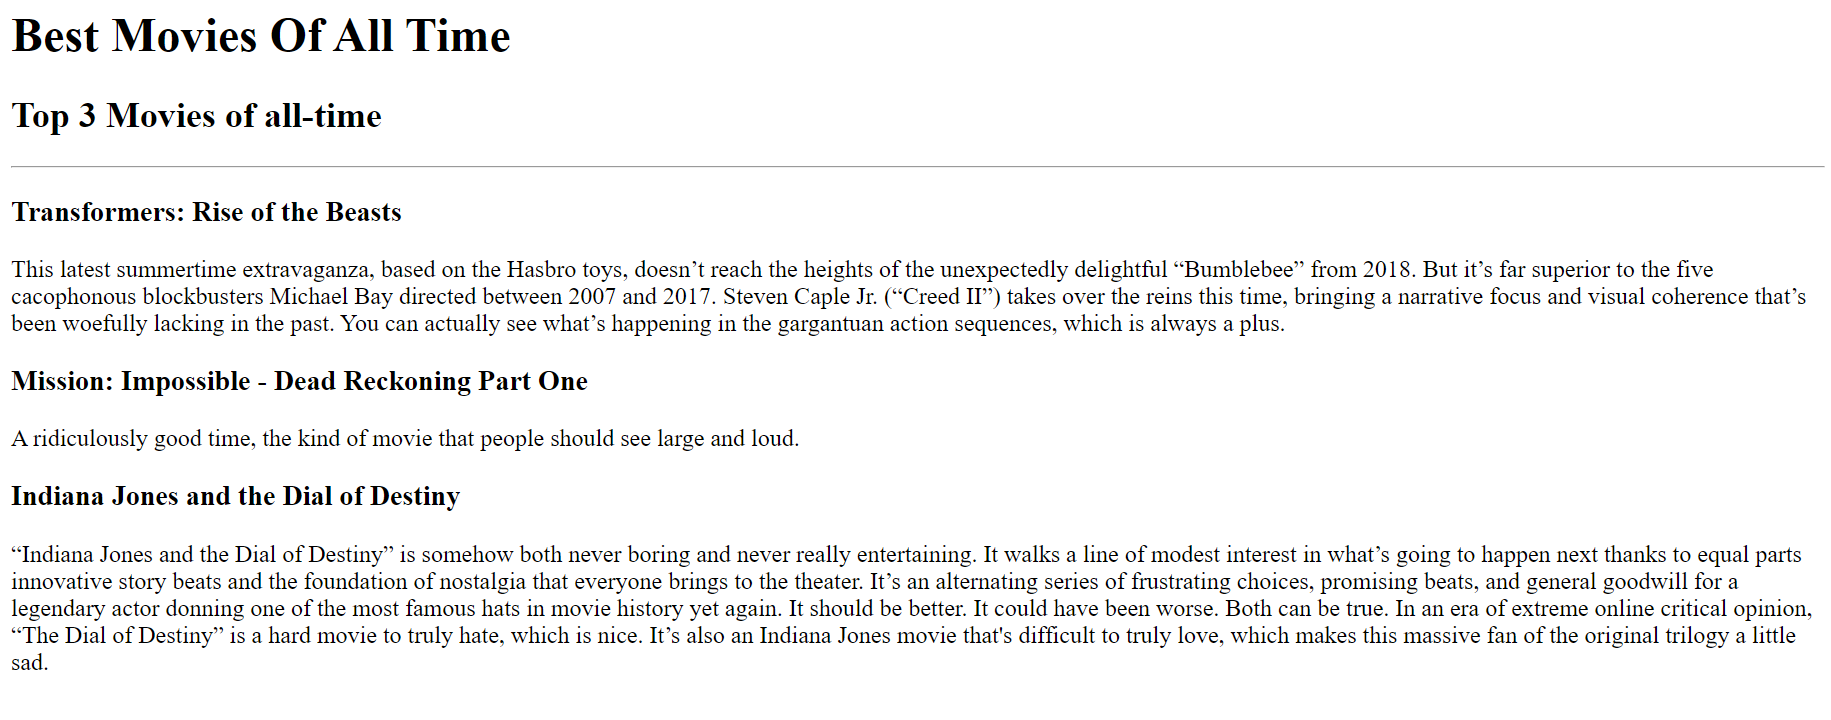 Best Movies Of All Time
Top 3 Movies of all-time
Transformers: Rise of the Beasts
This latest summertime extravaganza, based on the Hasbro toys, doesn’t reach the heights of the unexpectedly delightful “Bumblebee” from 2018. But it’s far superior to the five
cacophonous blockbusters Michael Bay directed between 2007 and 2017. Steven Caple Jr. (“Creed II”) takes over the reins this time, bringing a narrative focus and visual coherence that’s
been woefully lacking in the past. You can actually see what’s happening in the gargantuan action sequences, which is always a plus.
Mission: Impossible - Dead Reckoning Part One
A ridiculously good time, the kind of movie that people should see large and loud.
Indiana Jones and the Dial of Destiny
“Indiana Jones and the Dial of Destiny” is somehow both never boring and never really entertaining. It walks a line of modest interest in what’s going to happen next thanks to equal parts
innovative story beats and the foundation of nostalgia that everyone brings to the theater. It’s an alternating series of frustrating choices, promising beats, and general goodwill for a
legendary actor donning one of the most famous hats in movie history yet again. It should be better. It could have been worse. Both can be true. In an era of extreme online critical opinion,
“The Dial of Destiny” is a hard movie to truly hate, which is nice. It’s also an Indiana Jones movie that's difficult to truly love, which makes this massive fan of the original trilogy a little
sad.